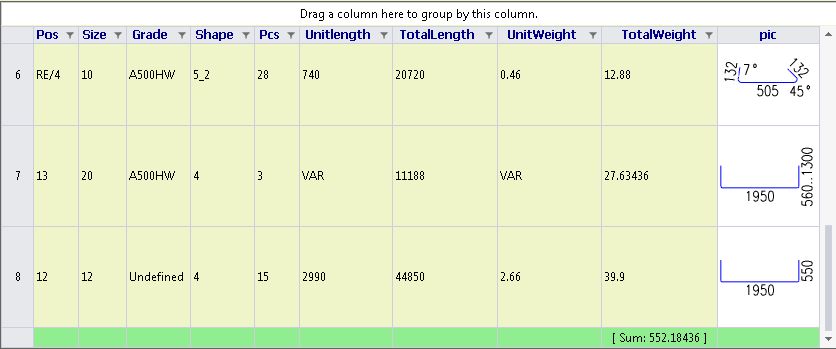 Drag a column here to group by this column.
Pos Size Grade Shape Pcs Unitlength TotalLength UnitWeight TotalWeight pic
6 RE/4 10 A500HW 5_2 28 740 20720 0.46 12.88
132 7° 132
505 45°
7 13 20 A500HW 4 3 VAR 11188 VAR 27.63436
1950 560..1300
8 12 12 Undefined 4 15 2990 44850 2.66 39.9
1950 550
[ Sum: 552.18436 ]